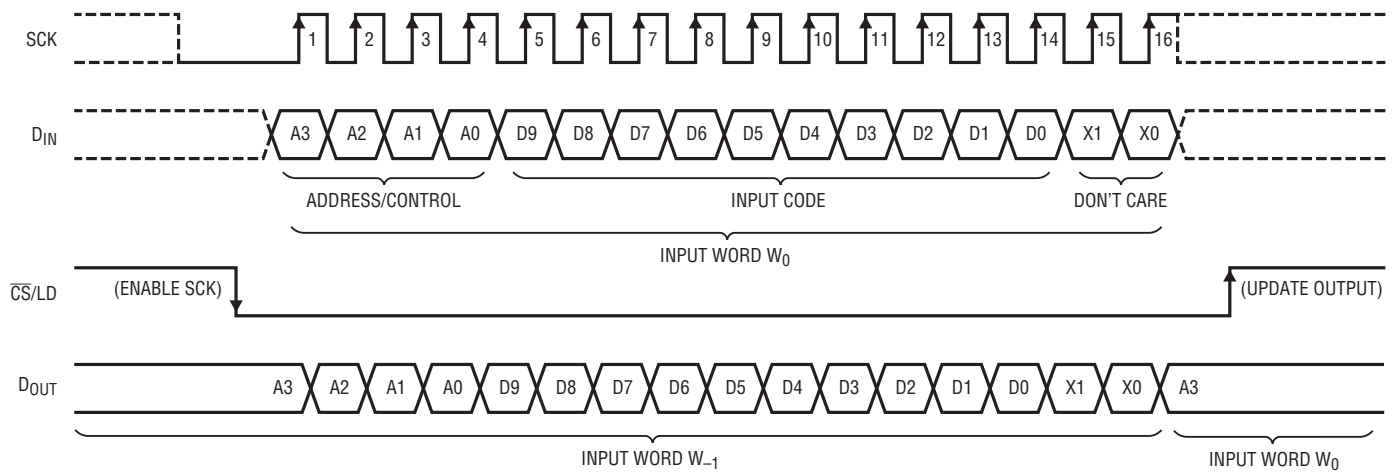 SCK 1 2 3 4 5 6 7 8 9 10 11 12 13 14 15 16
DIN A3 A2 A1 A0 D9 D8 D7 D6 D5 D4 D3 D2 D1 D0 X1 X0
ADDRESS/CONTROL INPUT CODE DON'T CARE
INPUT WORD W0
CS/LD (ENABLE SCK) (UPDATE OUTPUT)
DOUT A3 A2 A1 A0 D9 D8 D7 D6 D5 D4 D3 D2 D1 D0 X1 X0 A3
INPUT WORD W–1 INPUT WORD W0